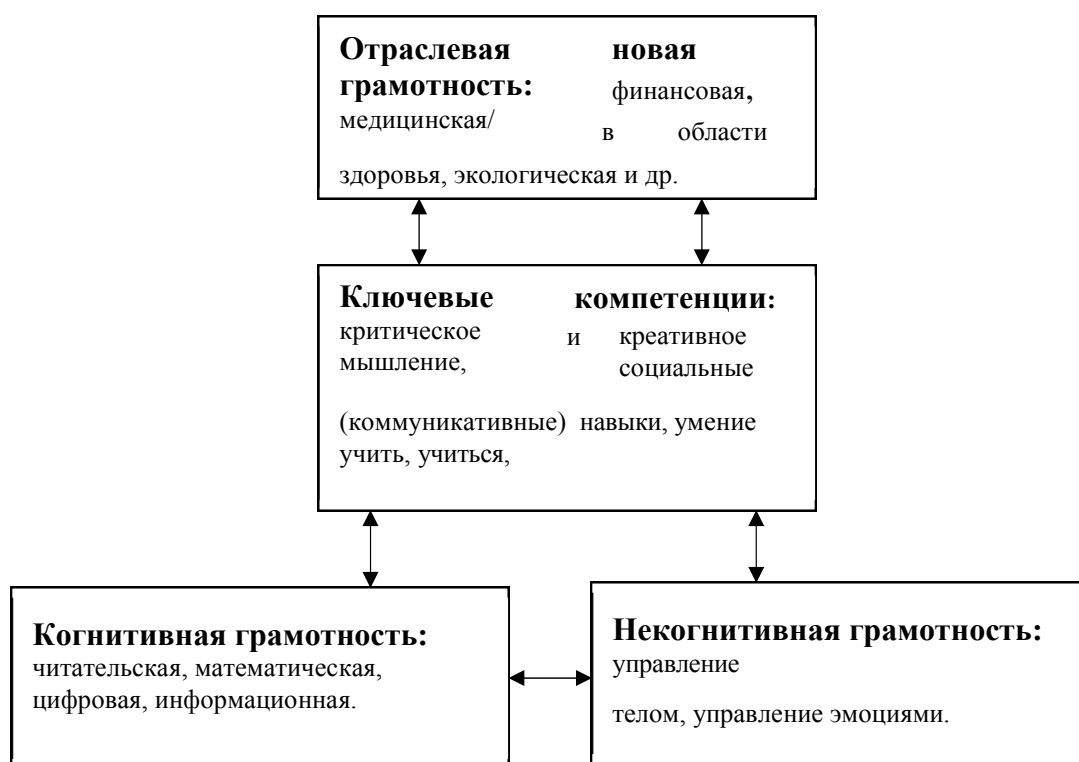 Отраслевая новая
грамотность: финансовая,
медицинская/ в области
здоровья, экологическая и др.
Ключевые компетенции:
критическое и креативное
мышление, социальные
(коммуникативные) навыки, умение
учить, учиться,
Когнитивная грамотность:
читательская, математическая,
цифровая, информационная.
Некогнитивная грамотность:
управление
телом, управление эмоциями.